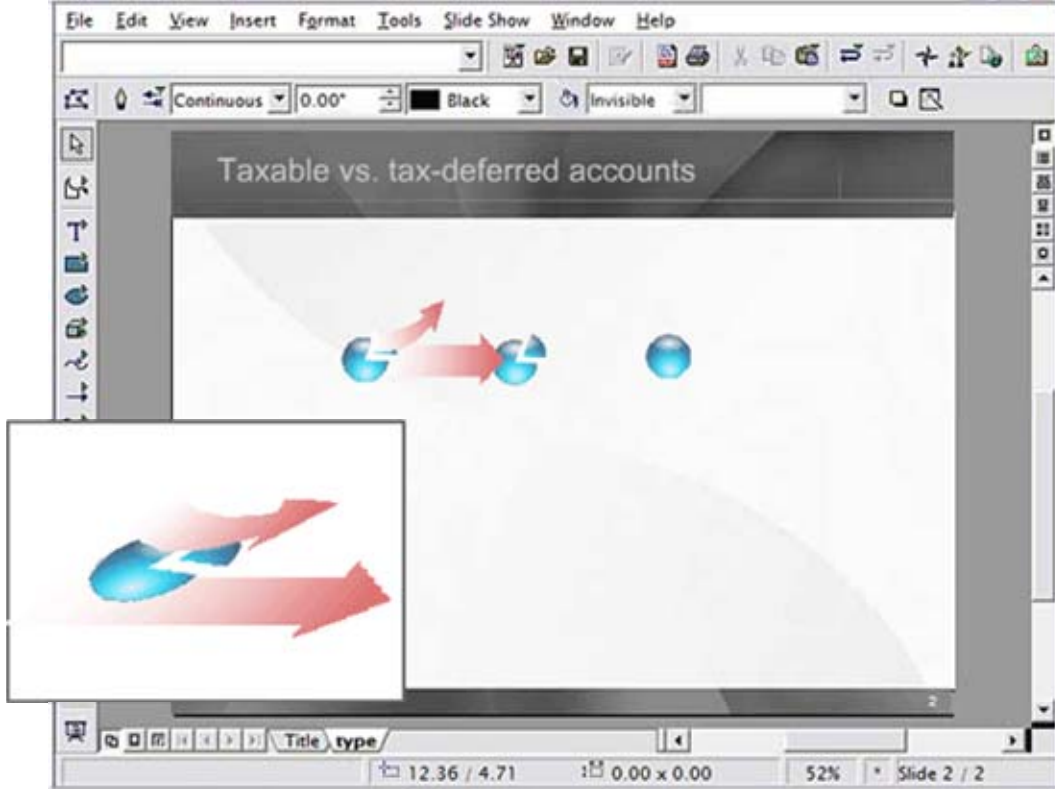 File Edit View Insert Format Tools Slide Show Window Help
Continuous 0.00° Black Invisible
Taxable vs. tax-deferred accounts
2
Title type
12.36 / 4.71 0.00 x 0.00 52% * Slide 2 / 2